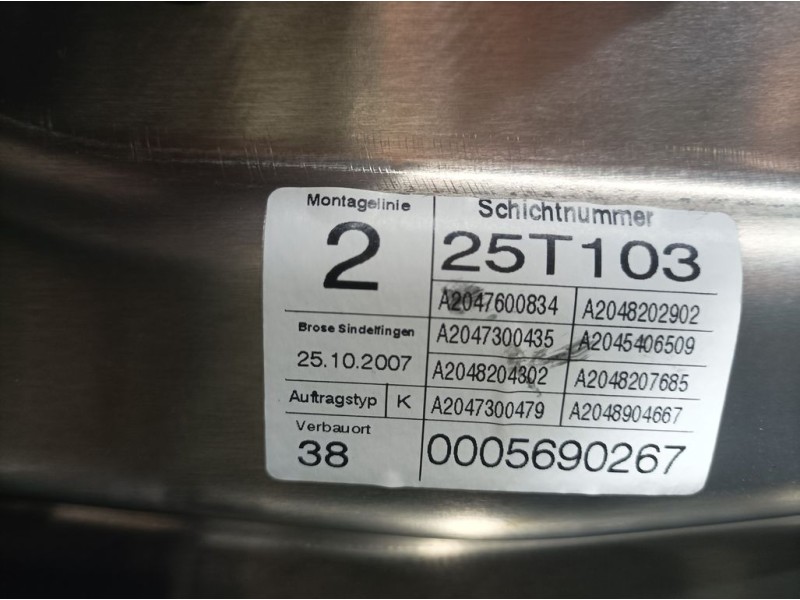 Montagelinie
2
Schichtnummer
25T103
A2047600834 A2048202902
Brose Sindelfingen
25.10.2007
A2047300435 A2045406509
A2048204302 A2048207685
Auftragstyp K
A2047300479 A2048904667
Verbauort
38
0005690267